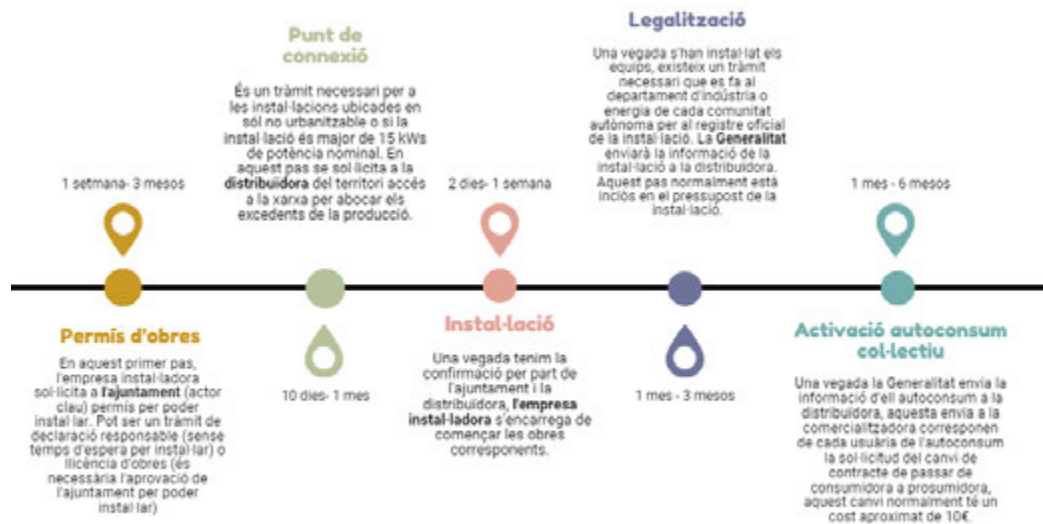 1 setmana- 3 mesos
Permís d'obres
En aquest primer pas,
l'empresa instal·ladora
sol·licita a l'ajuntament (actor
clau) permís per poder
instal·lar. Pot ser un tràmit de
declaració responsable (sense
temps d'espera per instal·lar) o
llicència d'obres (és
necessària l'aprovació de
l'ajuntament per poder
instal·lar)
Punt de
connexió
És un tràmit necessari per a
les instal·lacions ubicades en
sól no urbanitzable o si la
instal·lació és major de 15 kWs
de potència nominal. En
aquest pas se sol·licita a la
distribuïdora del territori accés
a la xarxa per abocar els
excedents de la producció.
10 dies- 1 mes
2 dies- 1 semana
Instal·lació
Una vegada tenim la
confirmació per part de
l'ajuntament i la
distribuïdora, l'empresa
instal·ladora s'encarrega de
començar les obres
corresponents.
Legalització
Una vegada s'han instal·lat els
equips, existeix un tràmit
necessari que es fa al
departament d'indústria o
energia de cada comunitat
autònoma per al registre oficial
de la instal·lació. La Generalitat
enviarà la informació de la
instal·lació a la distribuïdora.
Aquest pas normalment està
inclòs en el pressupost de la
instal·lació.
1 mes - 3 mesos
1 mes - 6 mesos
Activació autoconsum
col·lectiu
Una vegada la Generalitat envia la
informació d'ell autoconsum a la
distribuïdora, aquesta envia a la
comercialitzadora corresponen
de cada usuària de l'autoconsum
la sol·licitud del canvi de
contracte de passar de
consumidora a prosumidora,
aquest canvi normalment té un
cost aproximat de 10€.